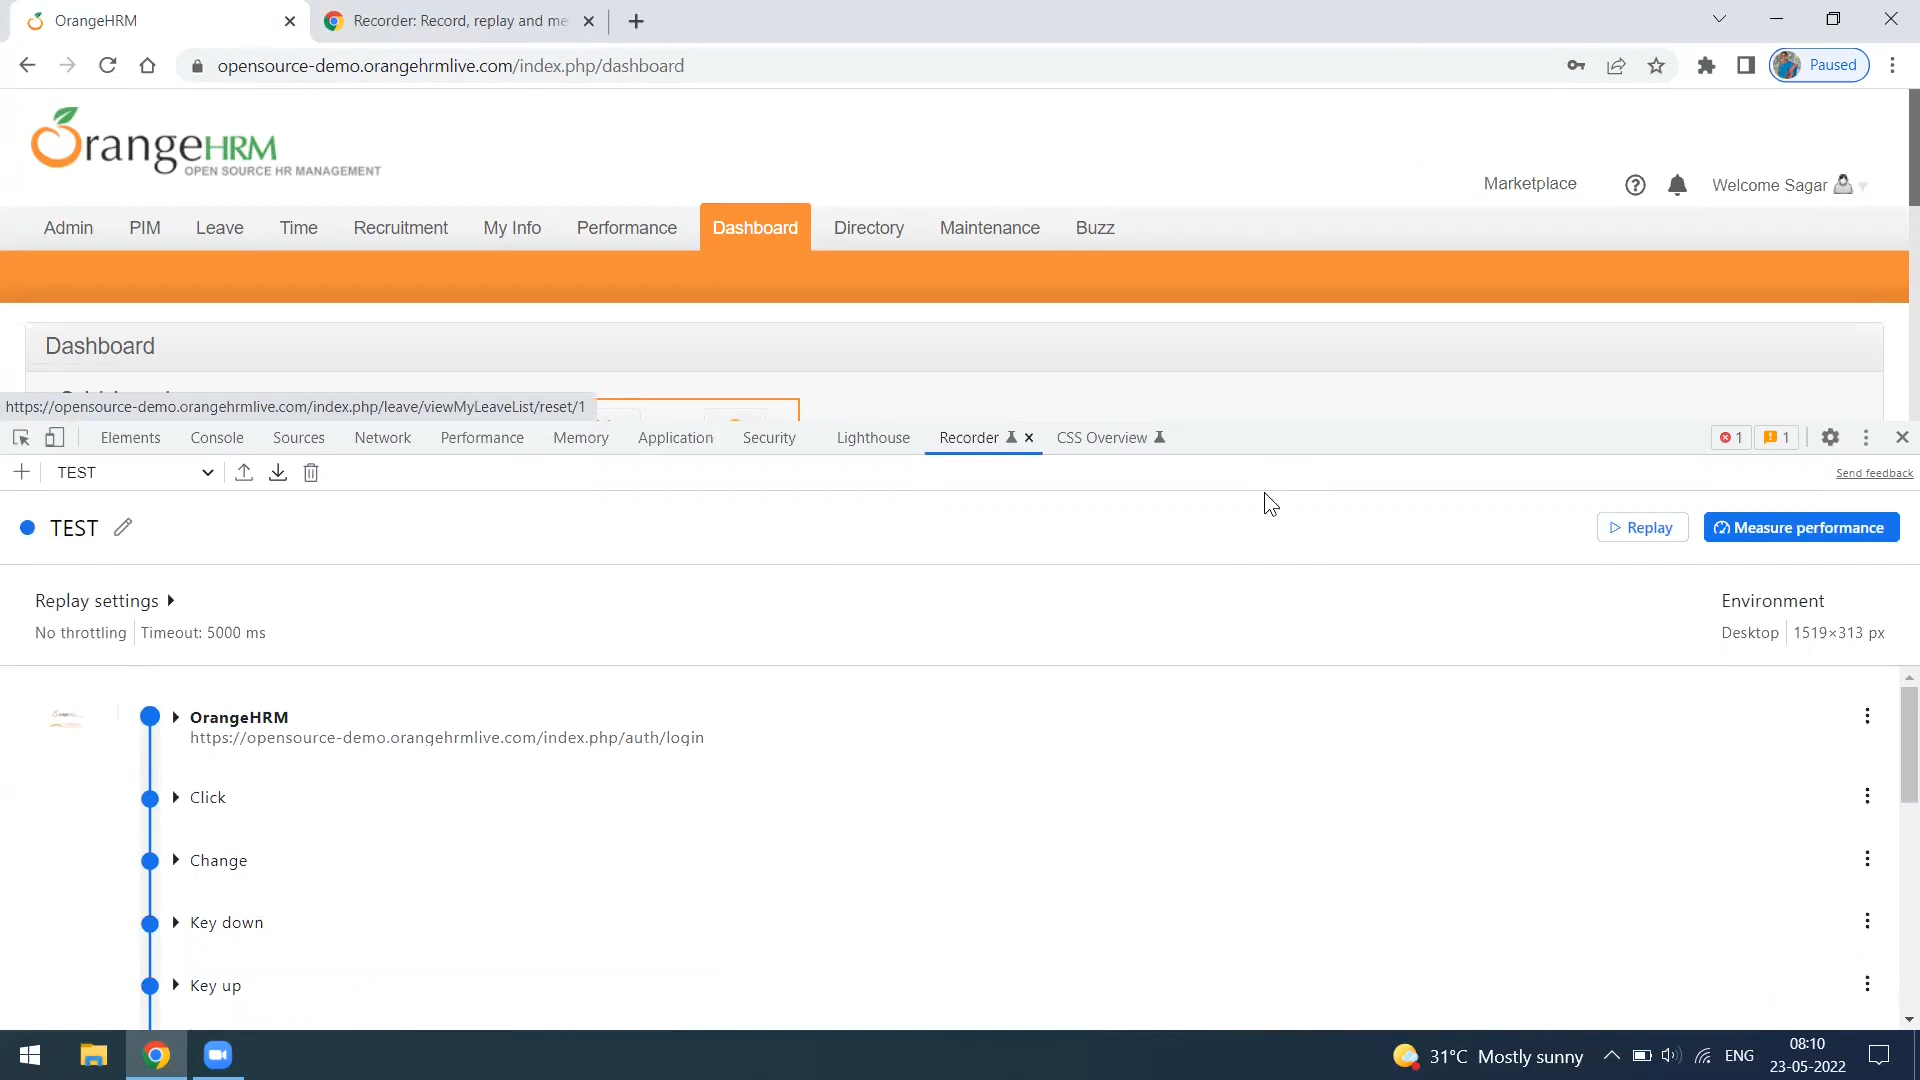 OrangeHRM
Recorder: Record, replay and me
opensource-demo.orangehrmlive.com/index.php/dashboard
Paused
OrangeHRM
OPEN SOURCE HR MANAGEMENT
Marketplace
Welcome Sagar
Admin PIM Leave Time Recruitment My Info Performance Dashboard Directory Maintenance Buzz
Dashboard
https://opensource-demo.orangehrmlive.com/index.php/leave/viewMyLeaveList/reset/1
Elements Console Sources Network Performance Memory Application Security Lighthouse Recorder CSS Overview 1 1
TEST
Send feedback
TEST
Replay
Measure performance
Replay settings
Environment
No throttling Timeout: 5000 ms
Desktop 1519×313 px
OrangeHRM
https://opensource-demo.orangehrmlive.com/index.php/auth/login
Click
Change
Key down
Key up
31°C Mostly sunny
ENG
08:10
23-05-2022